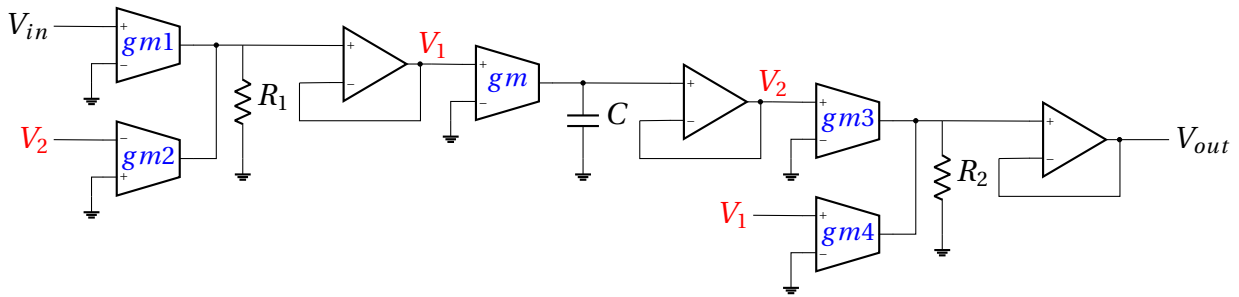 V_in
+
gm1
−
V_2
−
gm2
+
R_1
+
−
V_1
+
gm
−
C
+
−
V_2
+
gm3
−
V_1
+
gm4
−
R_2
+
−
V_out